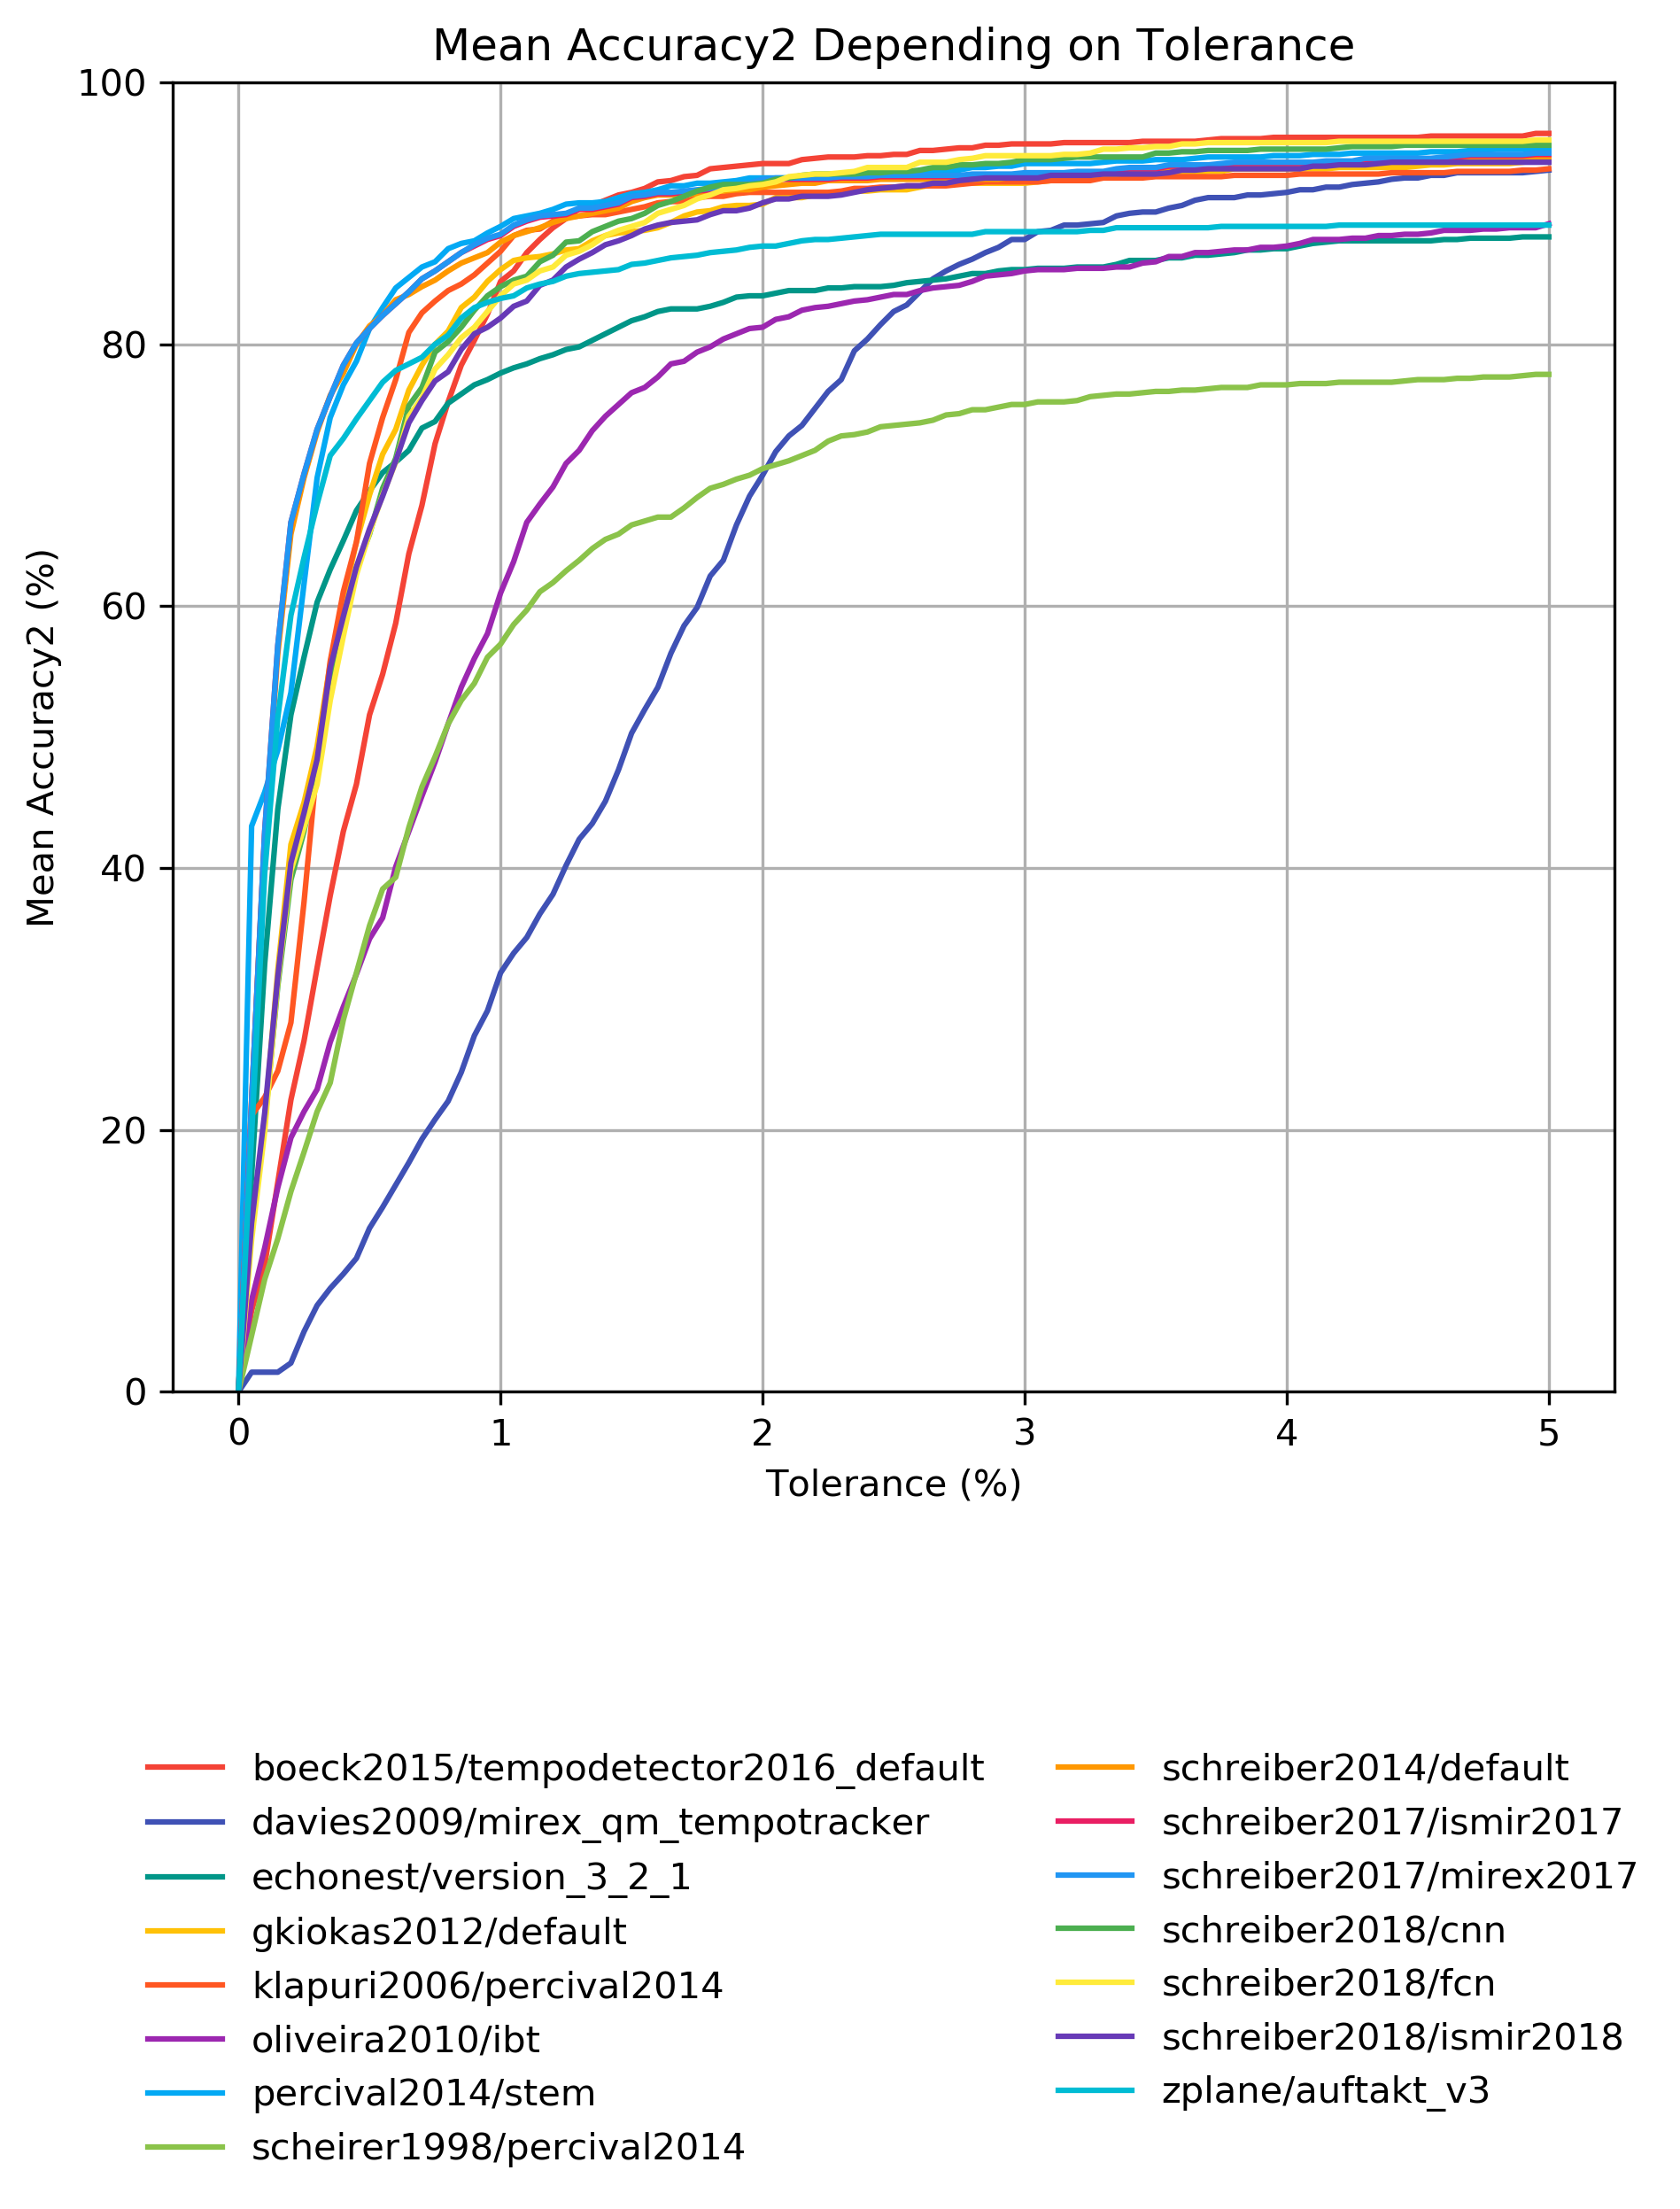 Mean Accuracy2 Depending on Tolerance
100
80
60
40
20
0
Mean Accuracy2 (%)
0 1 2 3 4 5
Tolerance (%)
boeck2015/tempodetector2016_default
davies2009/mirex_qm_tempotracker
echonest/version_3_2_1
gkiokas2012/default
klapuri2006/percival2014
oliveira2010/ibt
percival2014/stem
scheirer1998/percival2014
schreiber2014/default
schreiber2017/ismir2017
schreiber2017/mirex2017
schreiber2018/cnn
schreiber2018/fcn
schreiber2018/ismir2018
zplane/auftakt_v3